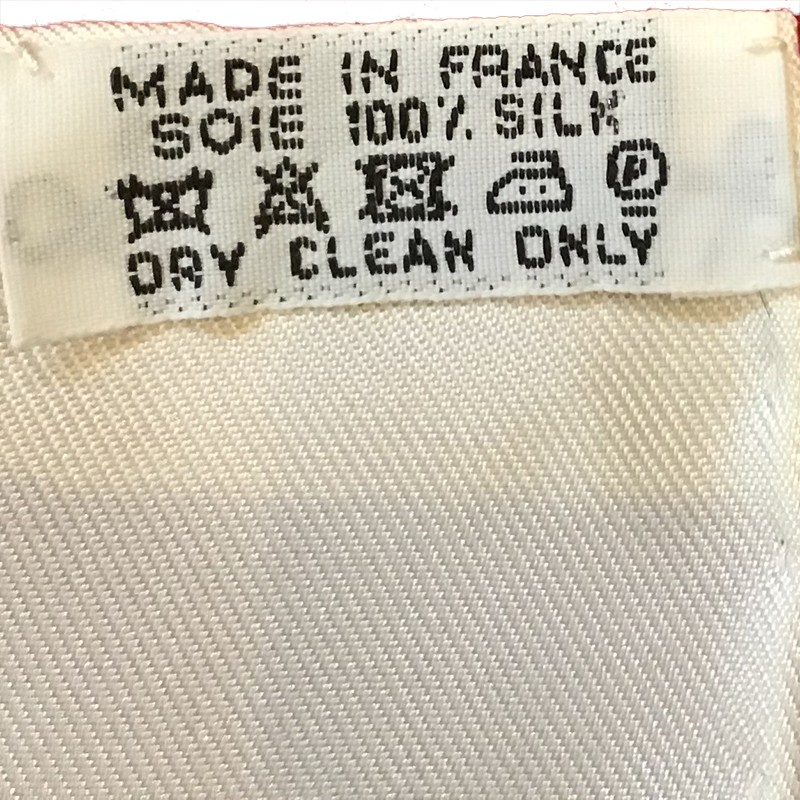 MADE IN FRANCE
SOIE 100% SILK
P
DRY CLEAN ONLY